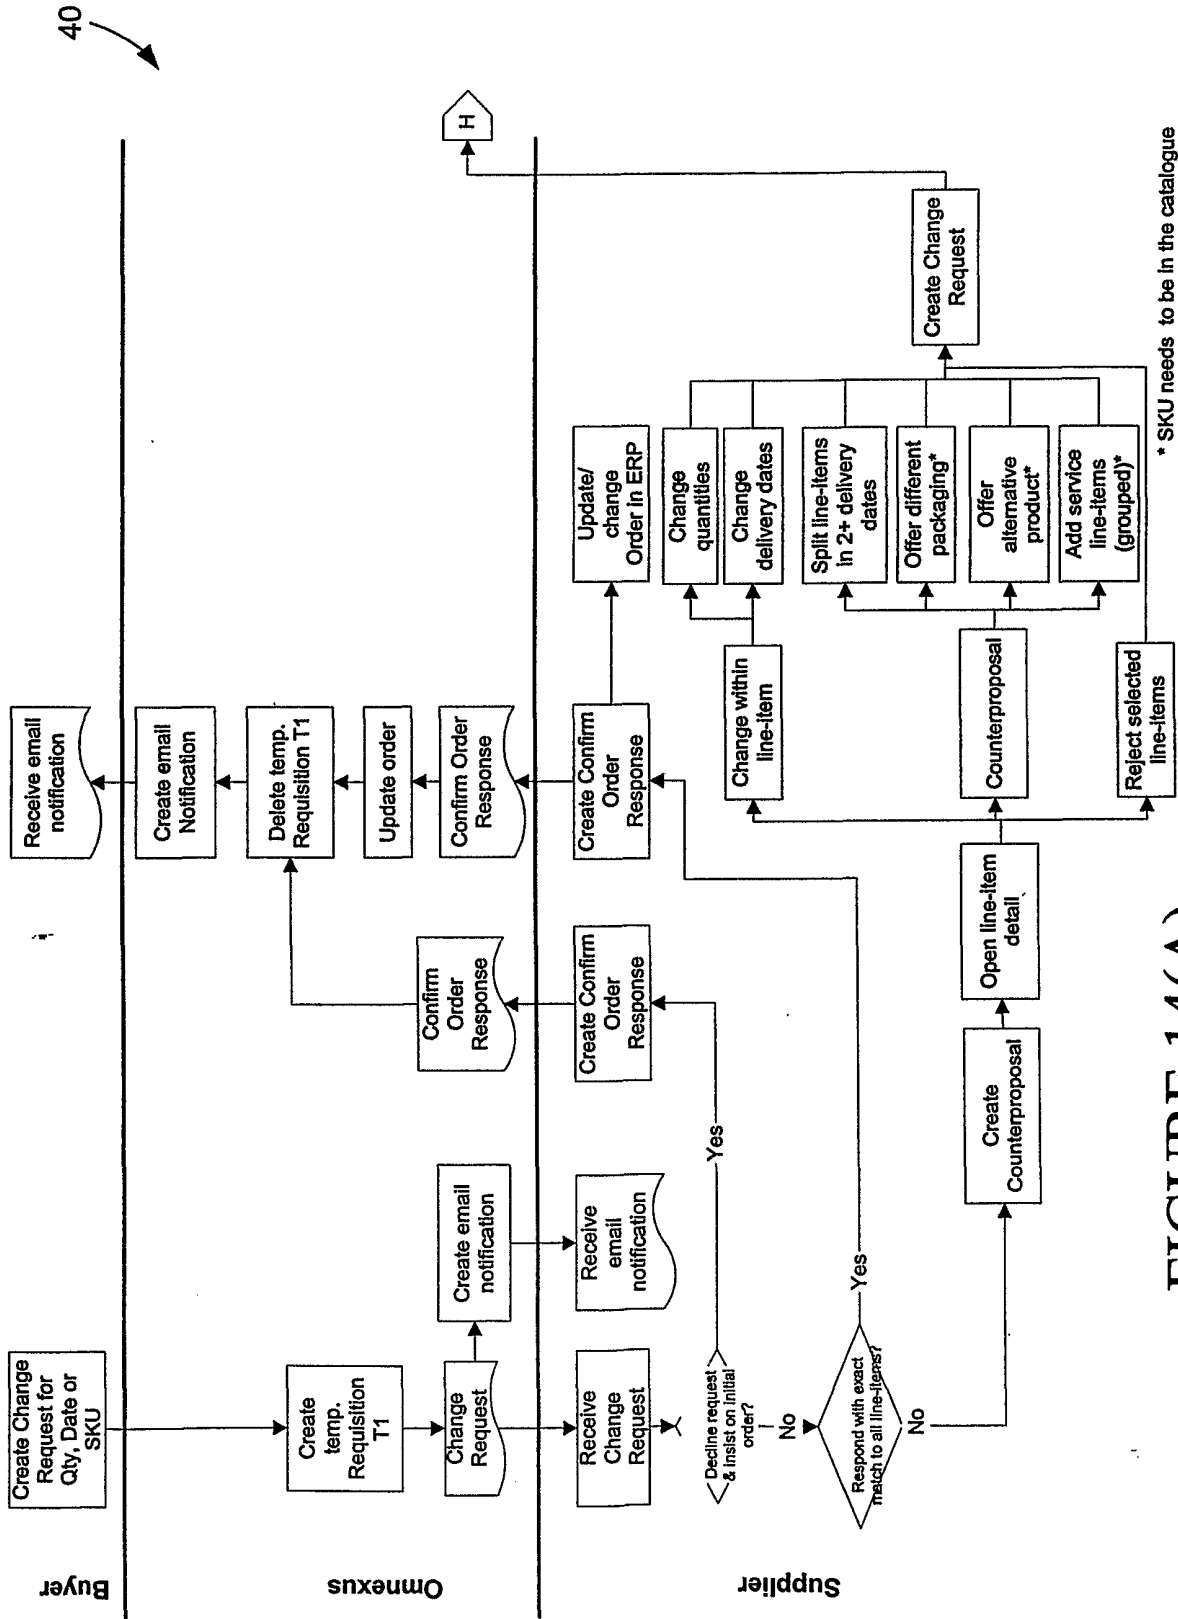 40
Buyer
Create Change
Request for
Qty, Date or
SKU
Receive email
notification
Omnexus
Create
temp.
Requisition
T1
Change
Request
Create email
notification
Confirm
Order
Response
Create email
Notification
Delete temp.
Requisition T1
Update order
Confirm Order
Response
H
Supplier
Receive
Change
Request
Receive
email
notification
Decline request
& insist on initial
order?
Yes
No
Create Confirm
Order
Response
Respond with exact
match to all line-items?
Yes
No
Create Confirm
Order
Response
Update/
change
Order in ERP
Create
Counterproposal
Open line-item
detail
Change within
line-item
Change
quantities
Change
delivery dates
Counterproposal
Split line-items
in 2+ delivery
dates
Offer different
packaging*
Offer
alternative
product*
Add service
line-items
(grouped)*
Reject selected
line-items
Create Change
Request
* SKU needs to be in the catalogue
FIGURE 14(A)